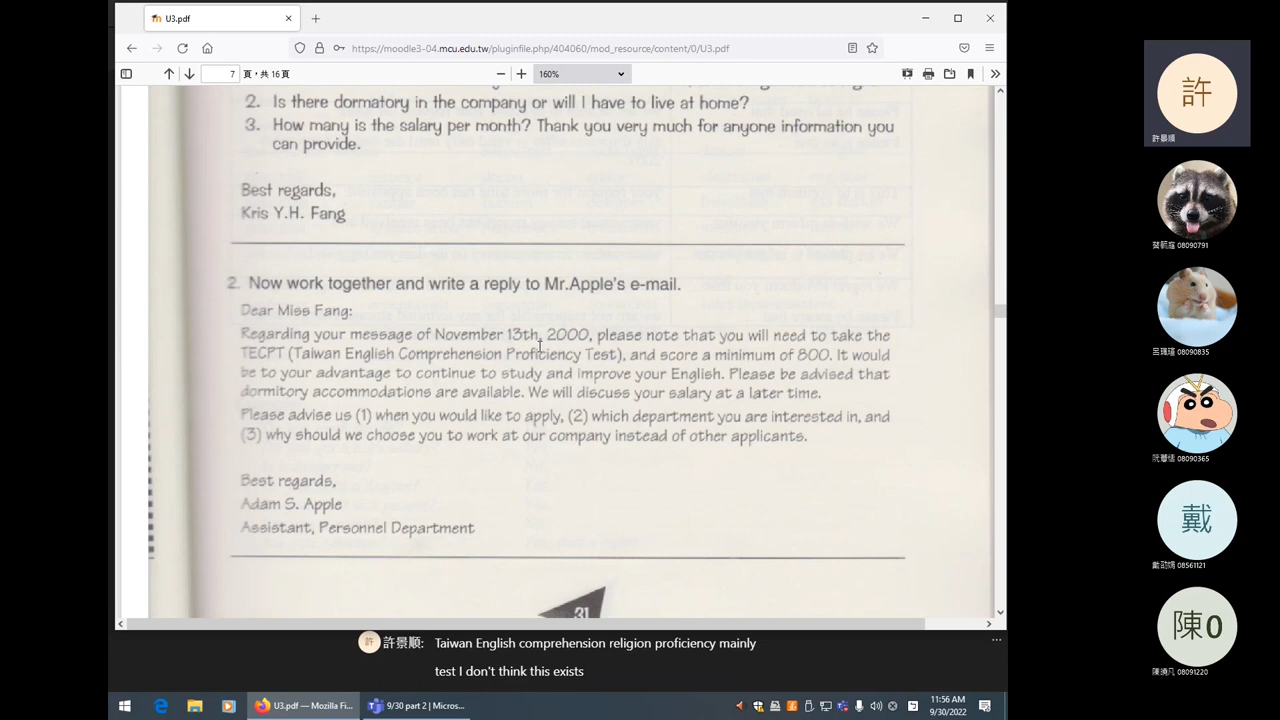 U3.pdf
https://moodle3-04.mcu.edu.tw/pluginfile.php/404060/mod_resource/content/0/U3.pdf
7 頁，共 16 頁
160%
2. Is there dormatory in the company or will I have to live at home?
3. How many is the salary per month? Thank you very much for anyone information you
can provide.
Best regards,
Kris Y.H. Fang
2. Now work together and write a reply to Mr.Apple's e-mail.
Dear Miss Fang:
Regarding your message of November 13th, 2000, please note that you will need to take the
TECPT (Taiwan English Comprehension Proficiency Test), and score a minimum of 800. It would
be to your advantage to continue to study and improve your English. Please be advised that
dormitory accommodations are available. We will discuss your salary at a later time.
Please advise us (1) when you would like to apply, (2) which department you are interested in, and
(3) why should we choose you to work at our company instead of other applicants.
Best regards,
Adam S. Apple
Assistant, Personnel Department
31
許
許景順:
Taiwan English comprehension religion proficiency mainly
test I don't think this exists
U3.pdf — Mozilla Fi...
9/30 part 2 | Micros...
11:56 AM
9/30/2022
許
許景順
08090791
08090835
08090365
戴
08561121
陳0
08091220